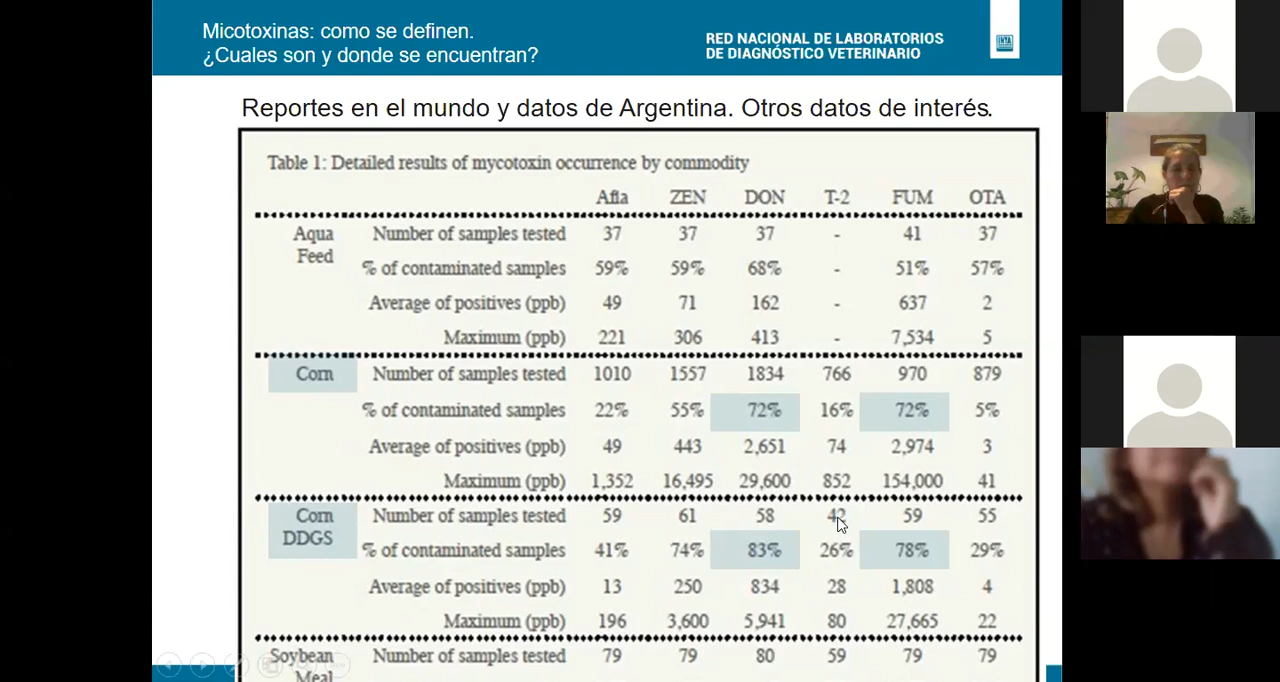 Micotoxinas: como se definen.
¿Cuales son y donde se encuentran?
RED NACIONAL DE LABORATORIOS
DE DIAGNÓSTICO VETERINARIO
INTA
Reportes en el mundo y datos de Argentina. Otros datos de interés.
Table 1: Detailed results of mycotoxin occurrence by commodity
Afla ZEN DON T-2 FUM OTA
Aqua Feed Number of samples tested 37 37 37 - 41 37
% of contaminated samples 59% 59% 68% - 51% 57%
Average of positives (ppb) 49 71 162 - 637 2
Maximum (ppb) 221 306 413 - 7,534 5
Corn Number of samples tested 1010 1557 1834 766 970 879
% of contaminated samples 22% 55% 72% 16% 72% 5%
Average of positives (ppb) 49 443 2,651 74 2,974 3
Maximum (ppb) 1,352 16,495 29,600 852 154,000 41
Corn DDGS Number of samples tested 59 61 58 42 59 55
% of contaminated samples 41% 74% 83% 26% 78% 29%
Average of positives (ppb) 13 250 834 28 1,808 4
Maximum (ppb) 196 3,600 5,941 80 27,665 22
Soybean Meal Number of samples tested 79 79 80 59 79 79